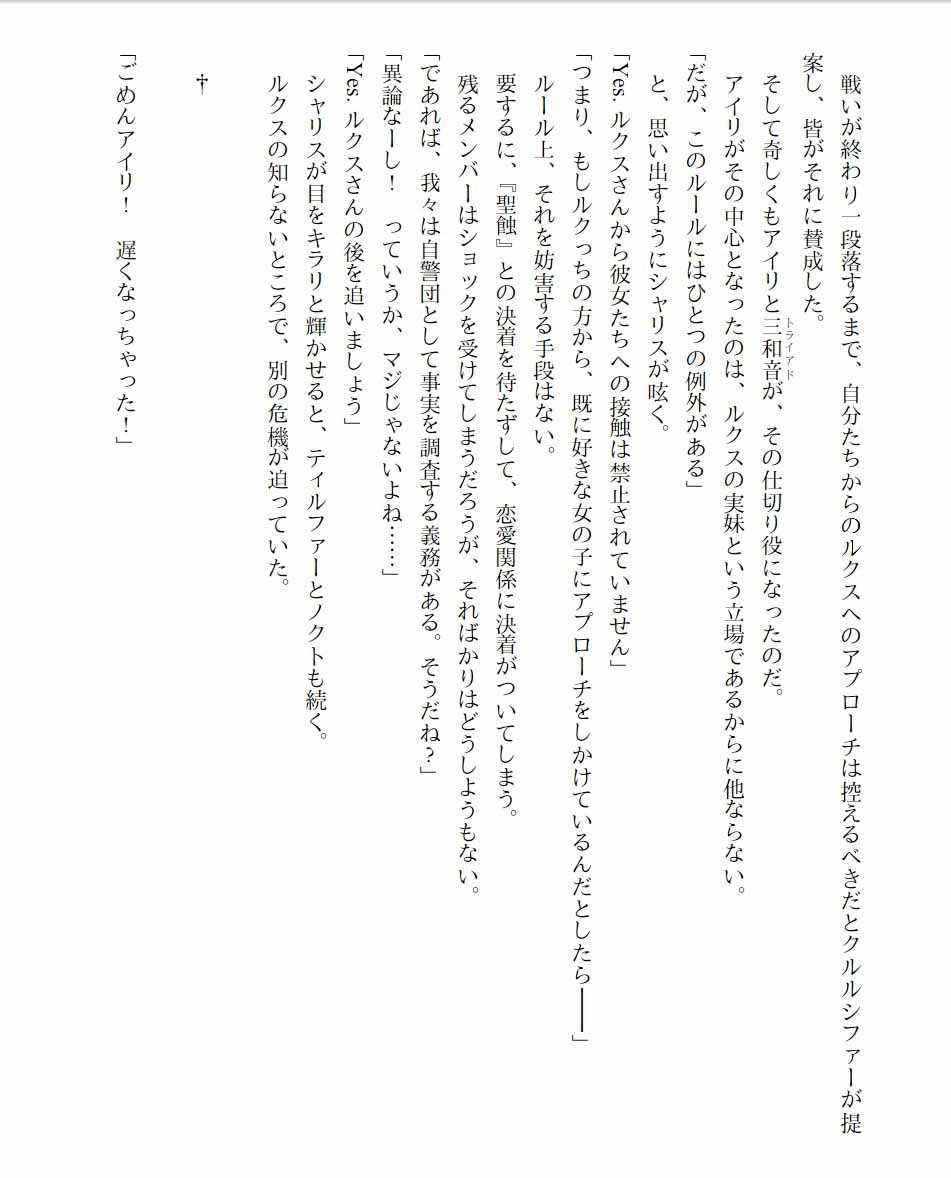 戦いが終わり一段落するまで、自分たちからのルクスへのアプローチは控えるべきだとクルルシファーが提
案し、皆がそれに賛成した。
そして奇しくもアイリと三和音トライアドが、その仕切り役になったのだ。
アイリがその中心となったのは、ルクスの実妹という立場であるからに他ならない。
「だが、このルールにはひとつの例外がある」
と、思い出すようにシャリスが呟く。
「Yes. ルクスさんから彼女たちへの接触は禁止されていません」
「つまり、もしルクっちの方から、既に好きな女の子にアプローチをしかけているんだとしたら――」
ルール上、それを妨害する手段はない。
要するに、『聖蝕』との決着を待たずして、恋愛関係に決着がついてしまう。
残るメンバーはショックを受けてしまうだろうが、そればかりはどうしようもない。
「であれば、我々は自警団として事実を調査する義務がある。そうだね？」
「異論なーし！　っていうか、マジじゃないよね……」
「Yes. ルクスさんの後を追いましょう」
シャリスが目をキラリと輝かせると、ティルファーとノクトも続く。
ルクスの知らないところで、別の危機が迫っていた。
†
「ごめんアイリ！　遅くなっちゃった！」